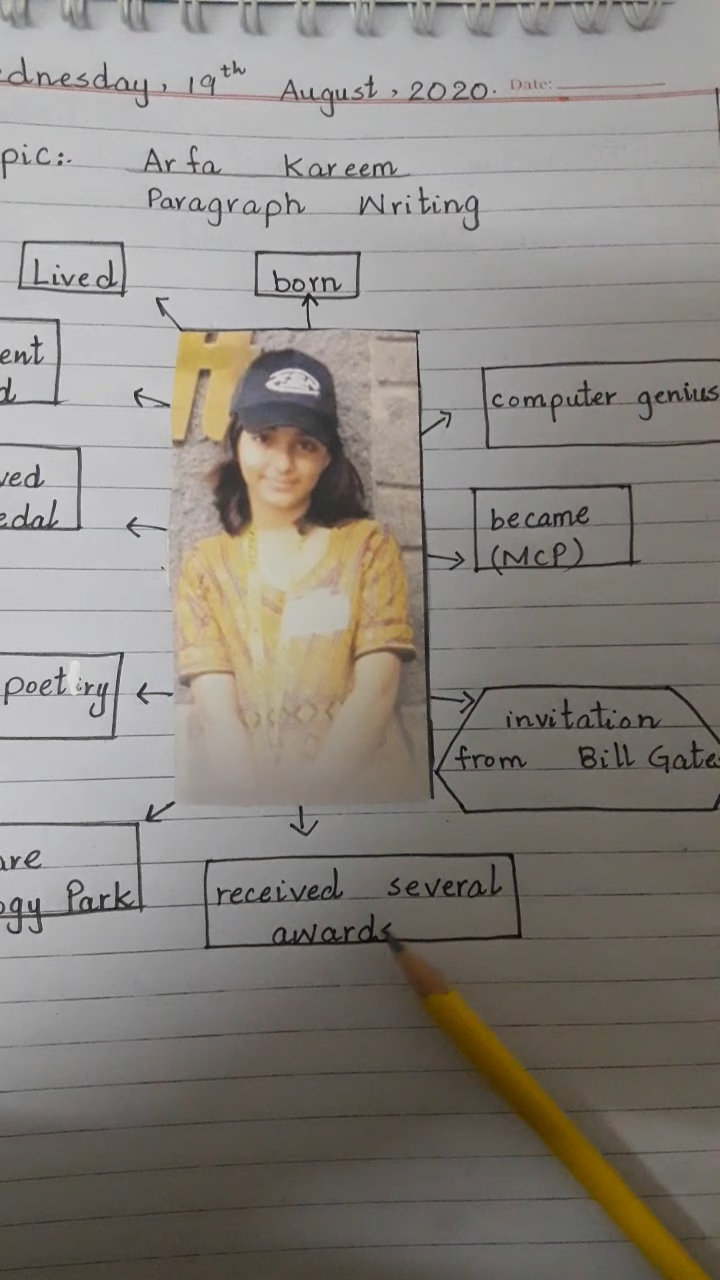 ednesday, 19th August, 2020. Date:
pic:. Arfa Kareem
Paragraph Writing
Lived
born
ent
d
computer genius
ved
edal
became
(MCP)
poetry
invitation
from Bill Gate
are
ogy Park
received several
awards